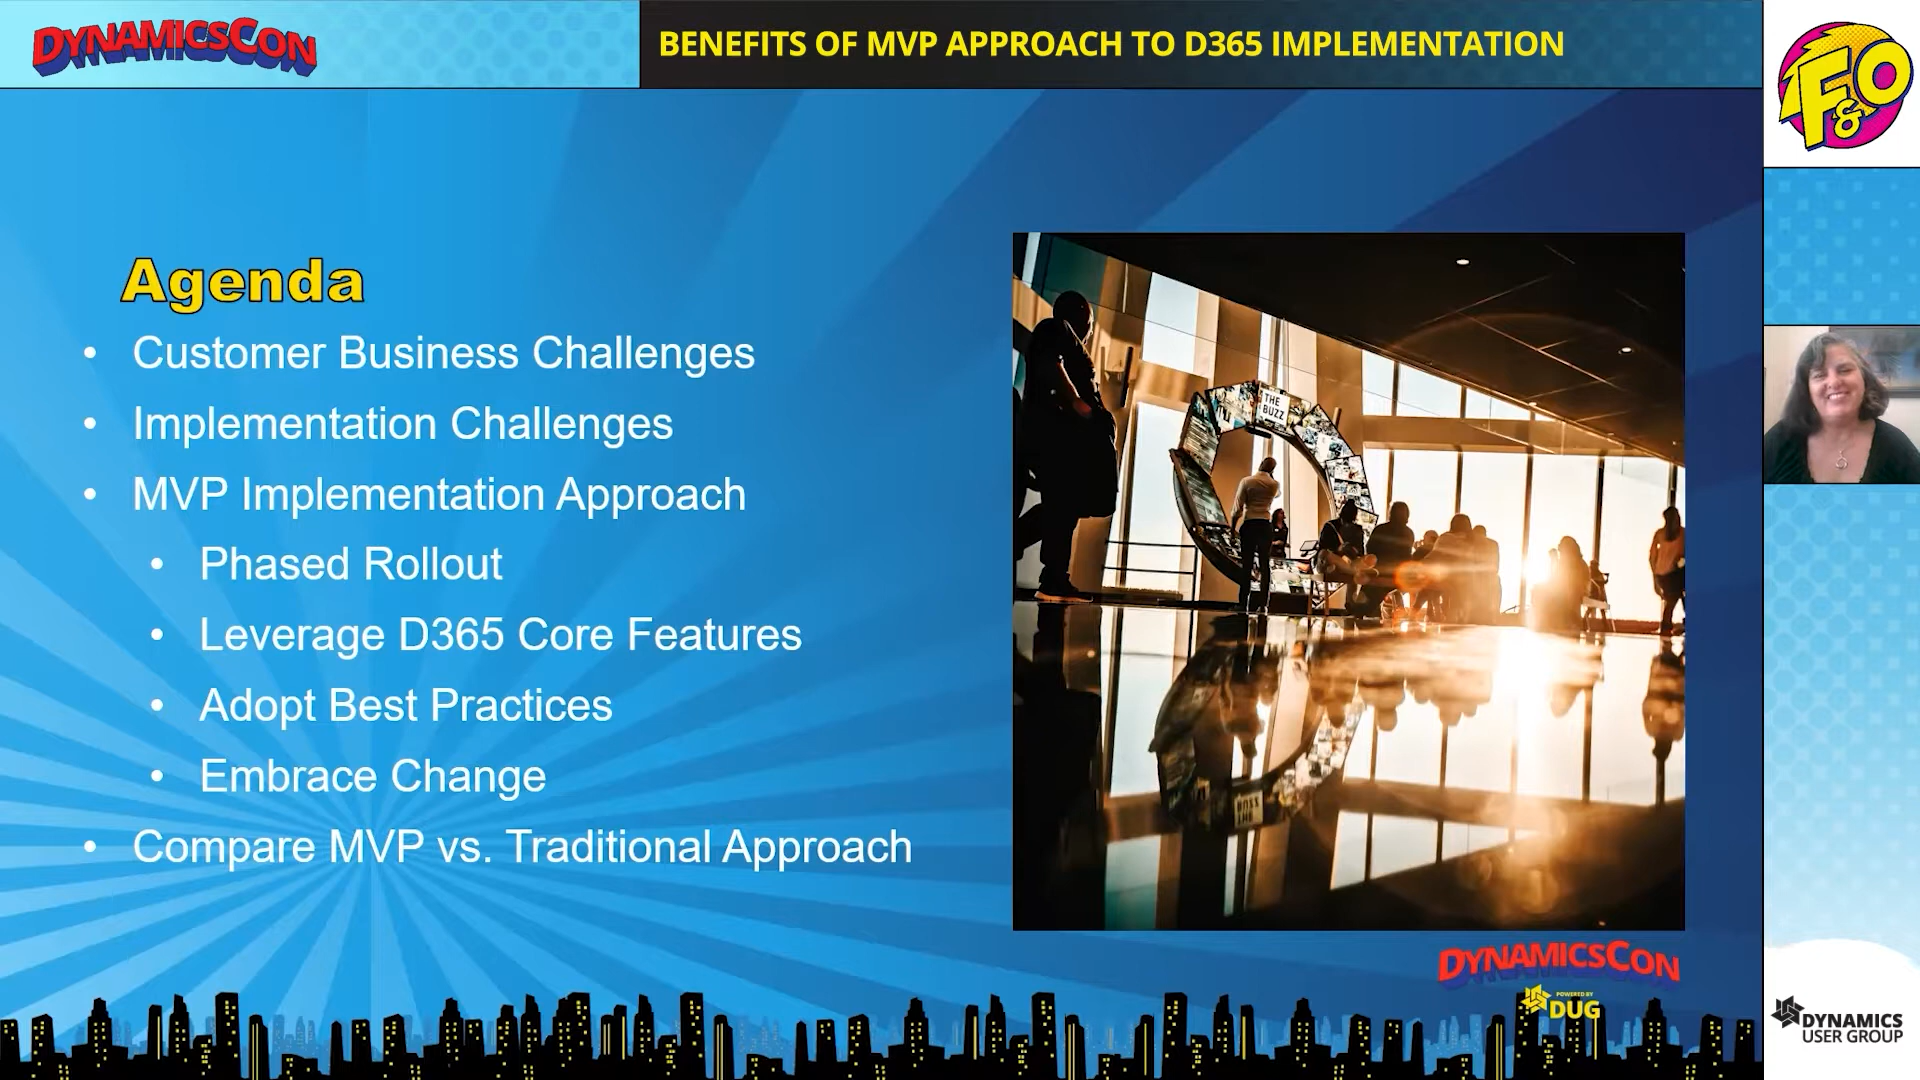 DYNAMICSCON
BENEFITS OF MVP APPROACH TO D365 IMPLEMENTATION
F&O
Agenda
• Customer Business Challenges
• Implementation Challenges
• MVP Implementation Approach
• Phased Rollout
• Leverage D365 Core Features
• Adopt Best Practices
• Embrace Change
• Compare MVP vs. Traditional Approach
THE
BUZZ
DYNAMICSCON
POWERED BY
DUG
DYNAMICS
USER GROUP